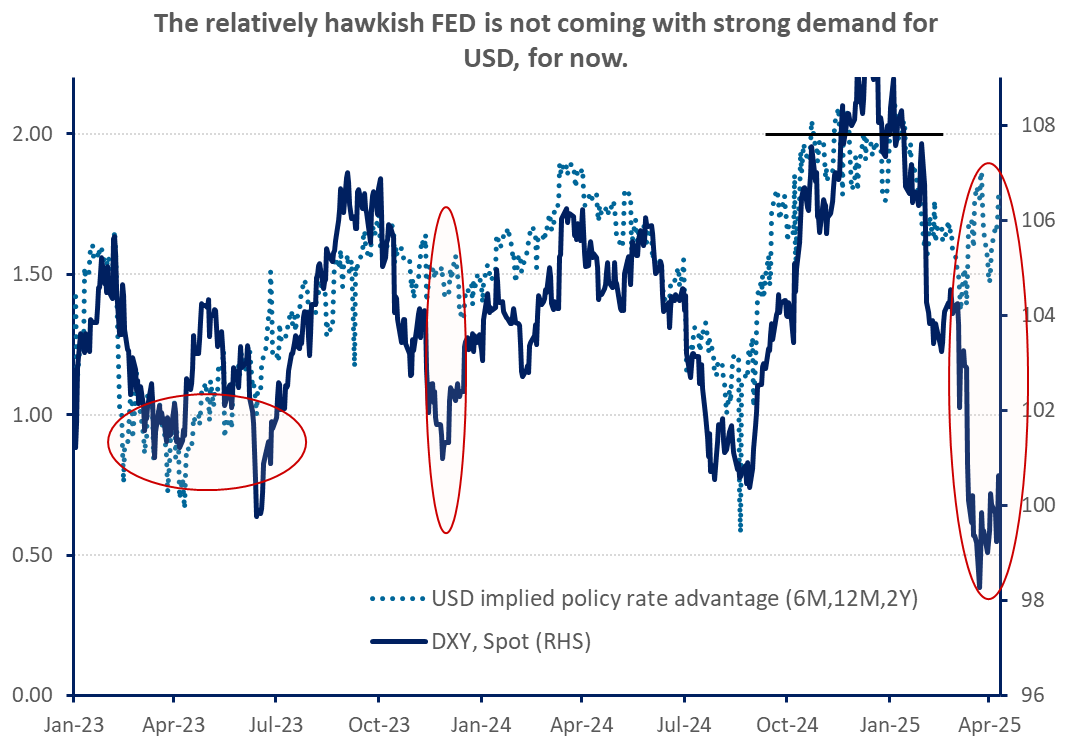 The relatively hawkish FED is not coming with strong demand for
USD, for now.
2.00
1.50
1.00
0.50
0.00
108
106
104
102
100
98
96
USD implied policy rate advantage (6M,12M,2Y)
DXY, Spot (RHS)
Jan-23 Apr-23 Jul-23 Oct-23 Jan-24 Apr-24 Jul-24 Oct-24 Jan-25 Apr-25